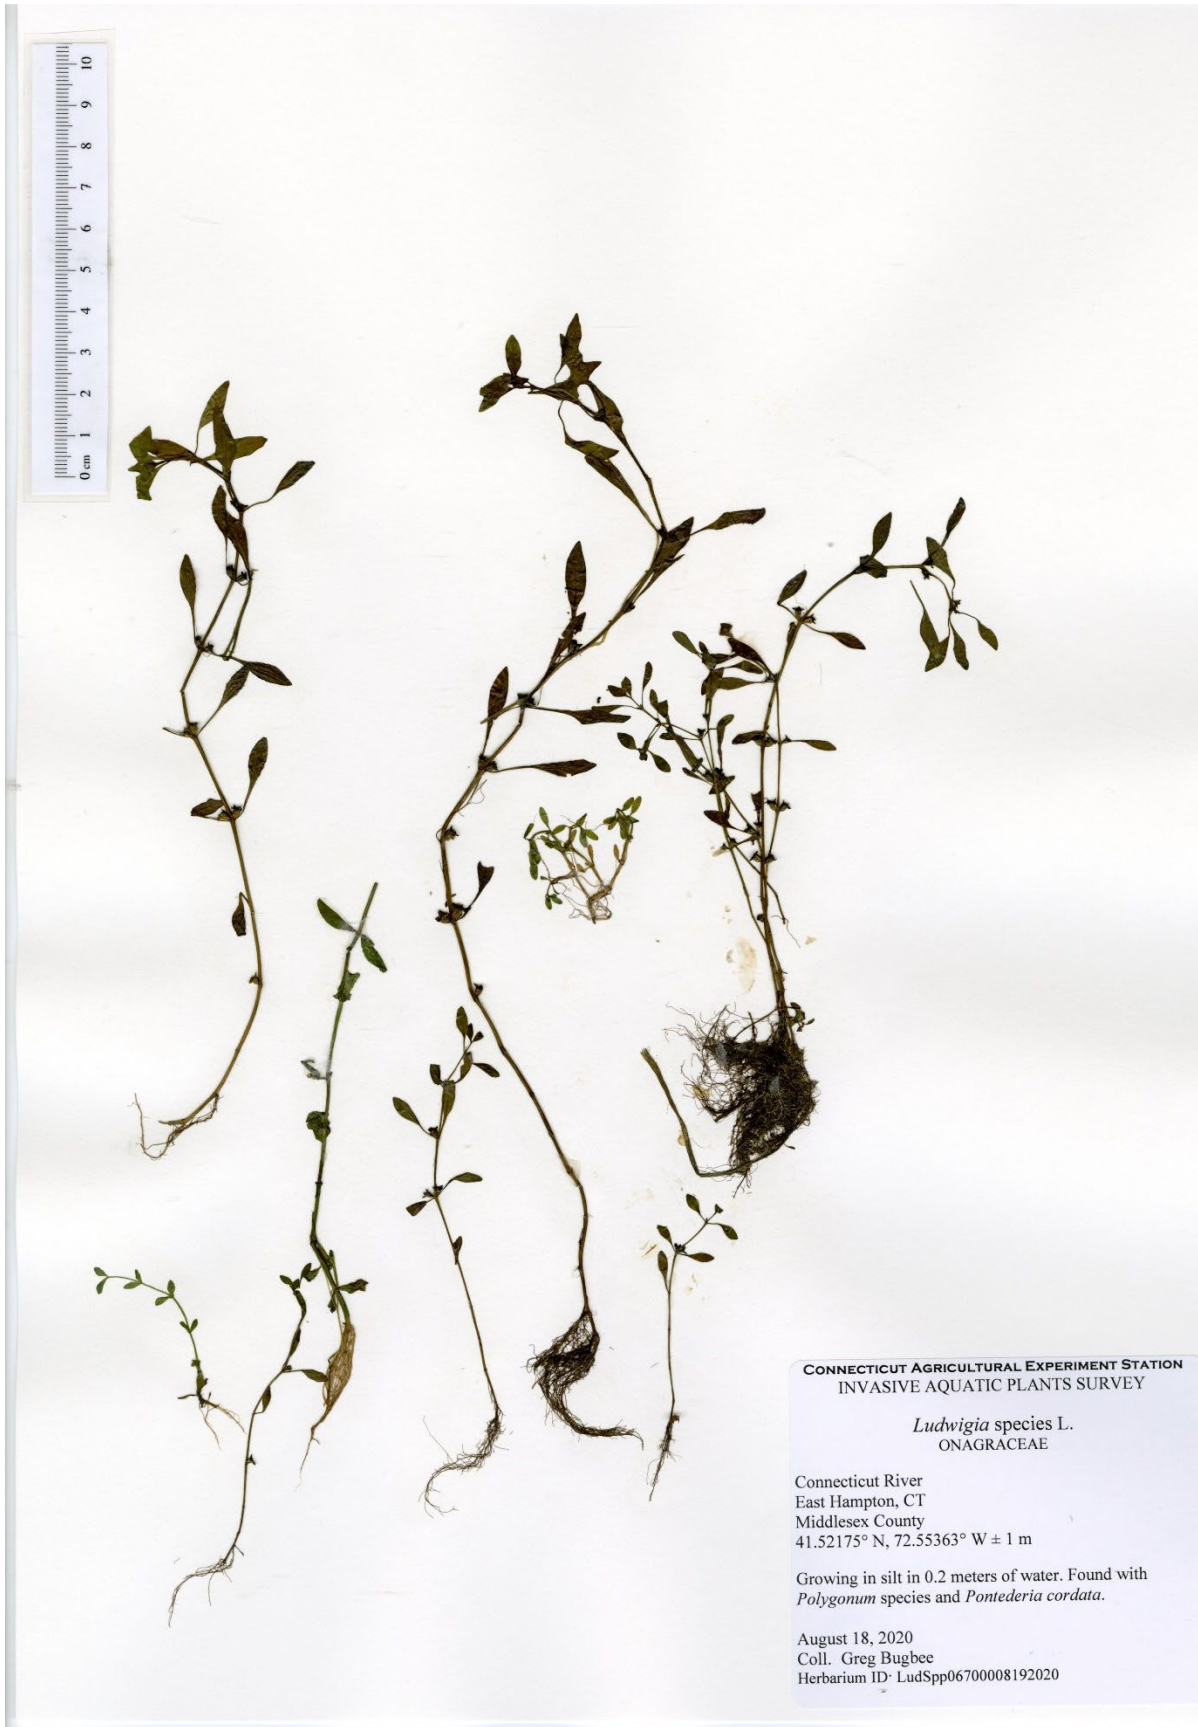 10
9
8
7
6
5
4
3
2
1
0 cm
CONNECTICUT AGRICULTURAL EXPERIMENT STATION
INVASIVE AQUATIC PLANTS SURVEY
Ludwigia species L.
ONAGRACEAE
Connecticut River
East Hampton, CT
Middlesex County
41.52175° N, 72.55363° W ± 1 m
Growing in silt in 0.2 meters of water. Found with
Polygonum species and Pontederia cordata.
August 18, 2020
Coll. Greg Bugbee
Herbarium ID: LudSpp06700008192020